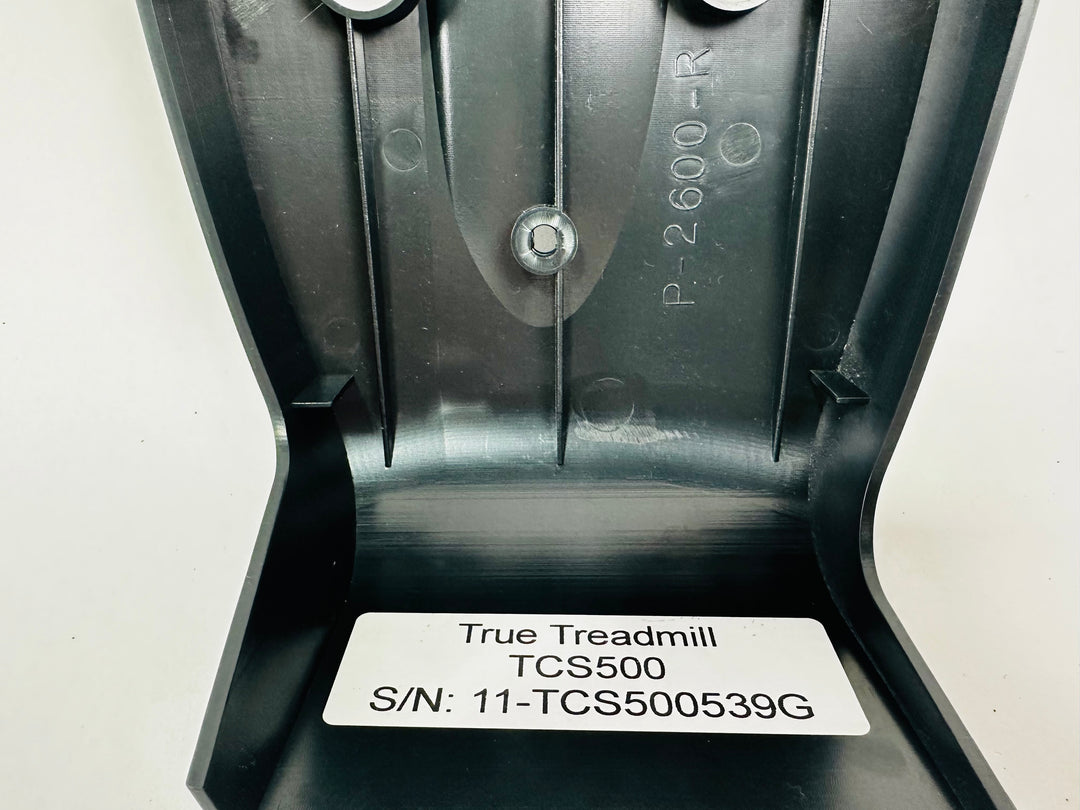 P-2600-R
True Treadmill
TCS500
S/N: 11-TCS500539G